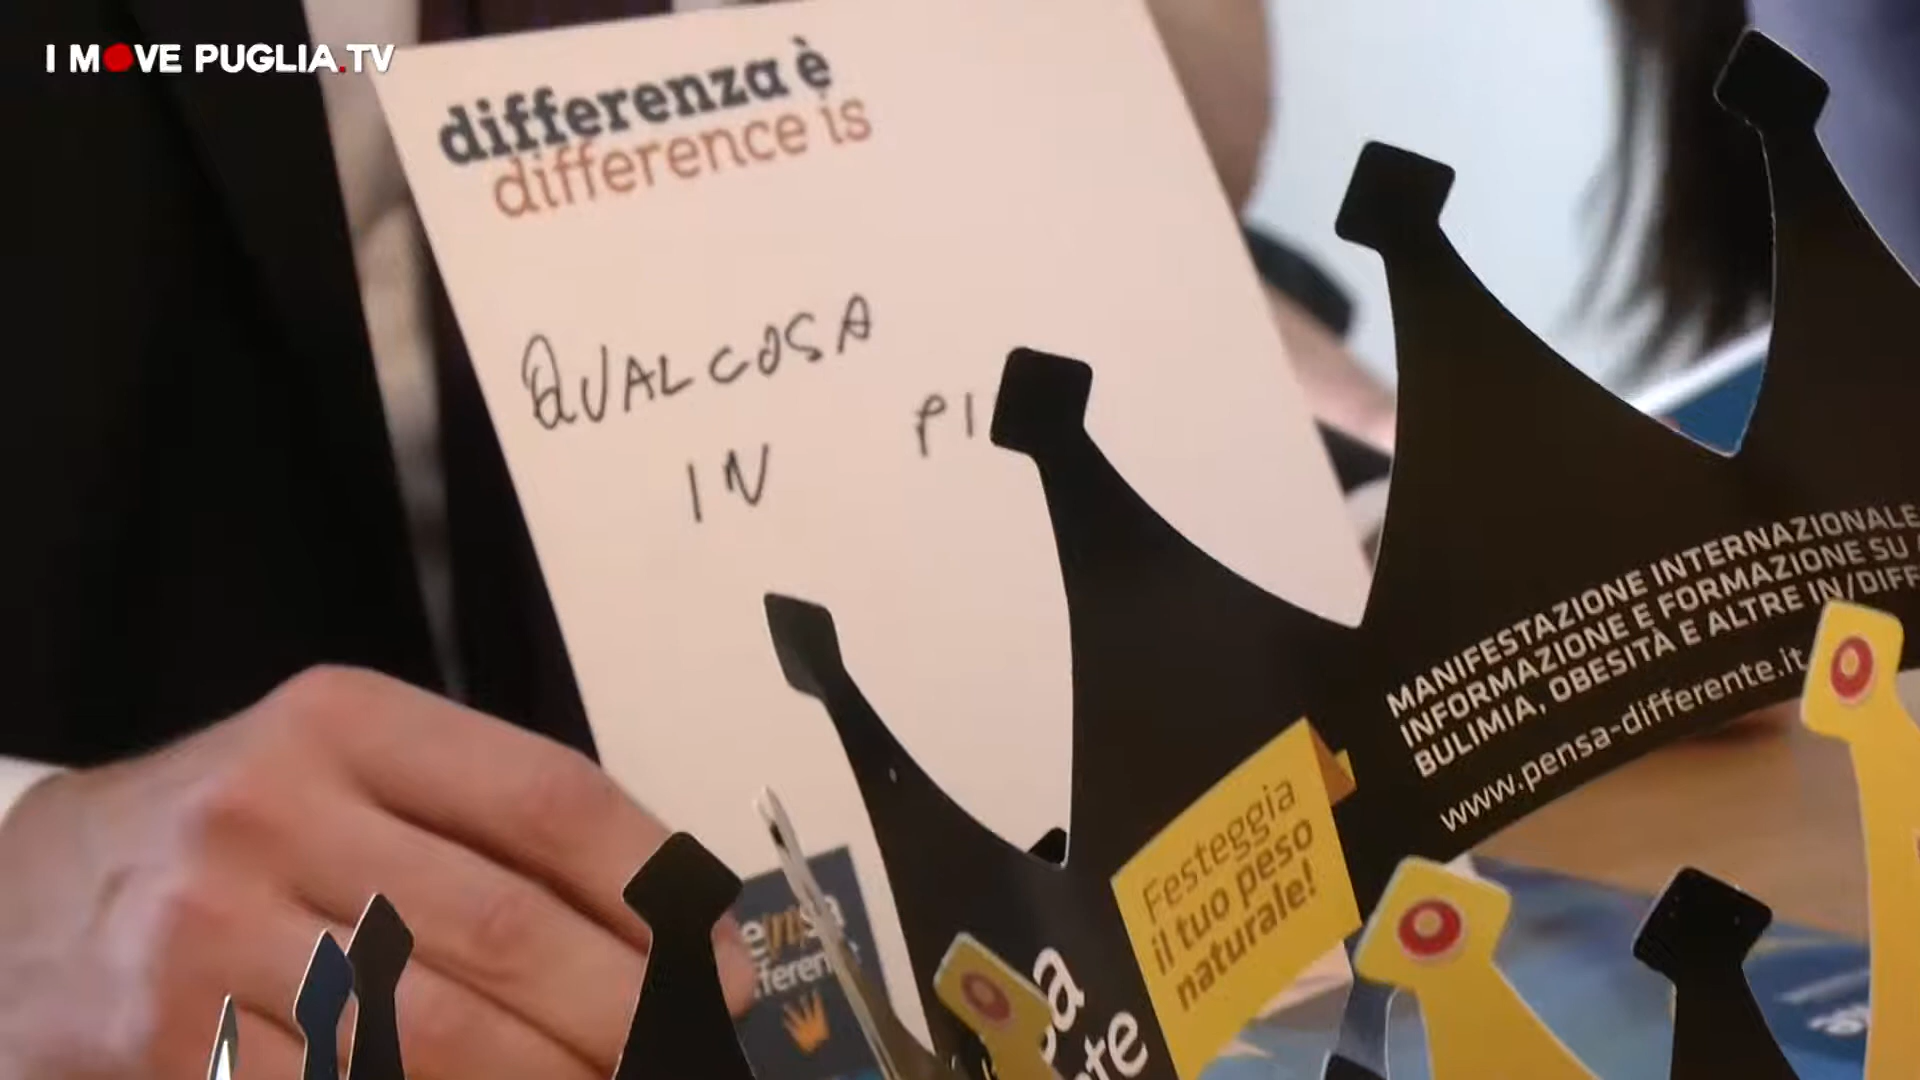 I MOVE PUGLIA.TV
differenza è
difference is
QUALCOSA
IN PI
MANIFESTAZIONE INTERNAZIONALE
INFORMAZIONE E FORMAZIONE SU
BULIMIA, OBESITÀ E ALTRE IN/DIFF
www.pensa-differente.it
Festeggia
il tuo peso
naturale!